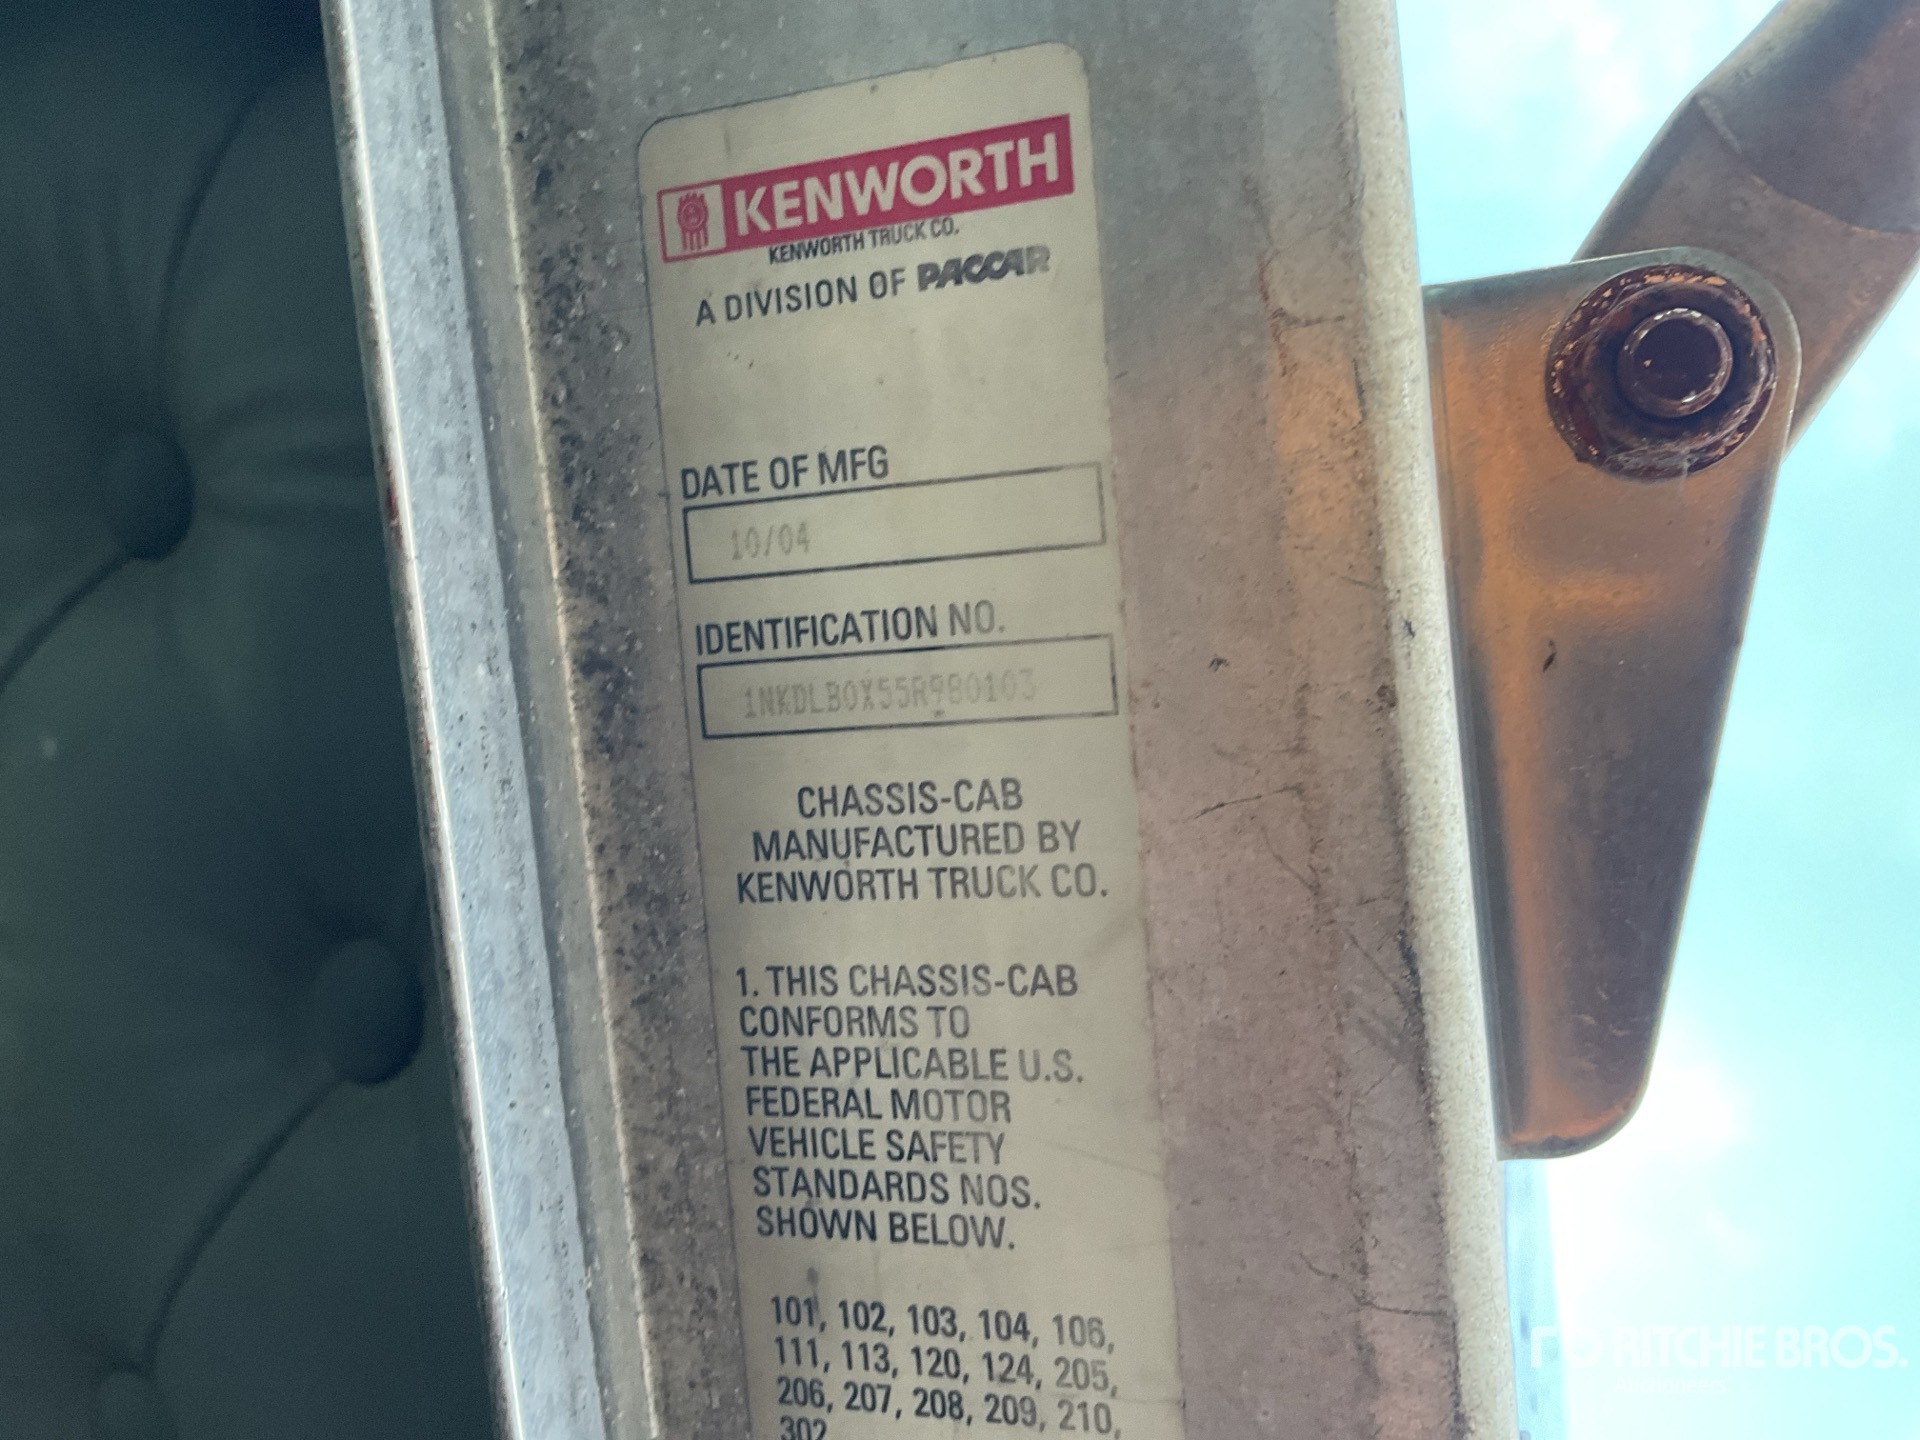 KENWORTH
KENWORTH TRUCK CO.
A DIVISION OF PACCAR
DATE OF MFG
10/04
IDENTIFICATION NO.
1NKDLB0X55R980103
CHASSIS-CAB
MANUFACTURED BY
KENWORTH TRUCK CO.
1. THIS CHASSIS-CAB
CONFORMS TO
THE APPLICABLE U.S.
FEDERAL MOTOR
VEHICLE SAFETY
STANDARDS NOS.
SHOWN BELOW.
101, 102, 103, 104, 106,
111, 113, 120, 124, 205,
206, 207, 208, 209, 210,
302
RITCHIE BROS.
Auctioneers